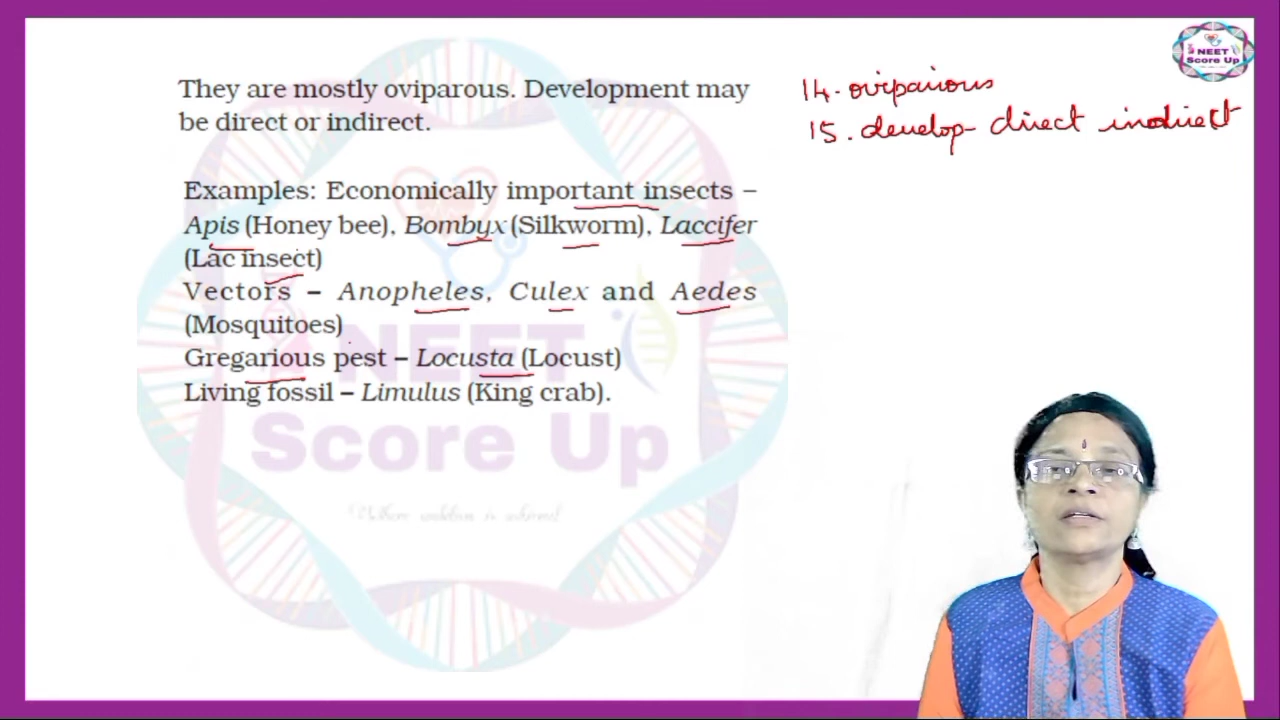 They are mostly oviparous. Development may
be direct or indirect.
14. oviparious
15. develop- direct indirect
NEET
Score Up
Examples: Economically important insects –
Apis (Honey bee), Bombyx (Silkworm), Laccifer
(Lac insect)
Vectors – Anopheles, Culex and Aedes
(Mosquitoes)
Gregarious pest – Locusta (Locust)
Living fossil – Limulus (King crab).
NEET
Score Up